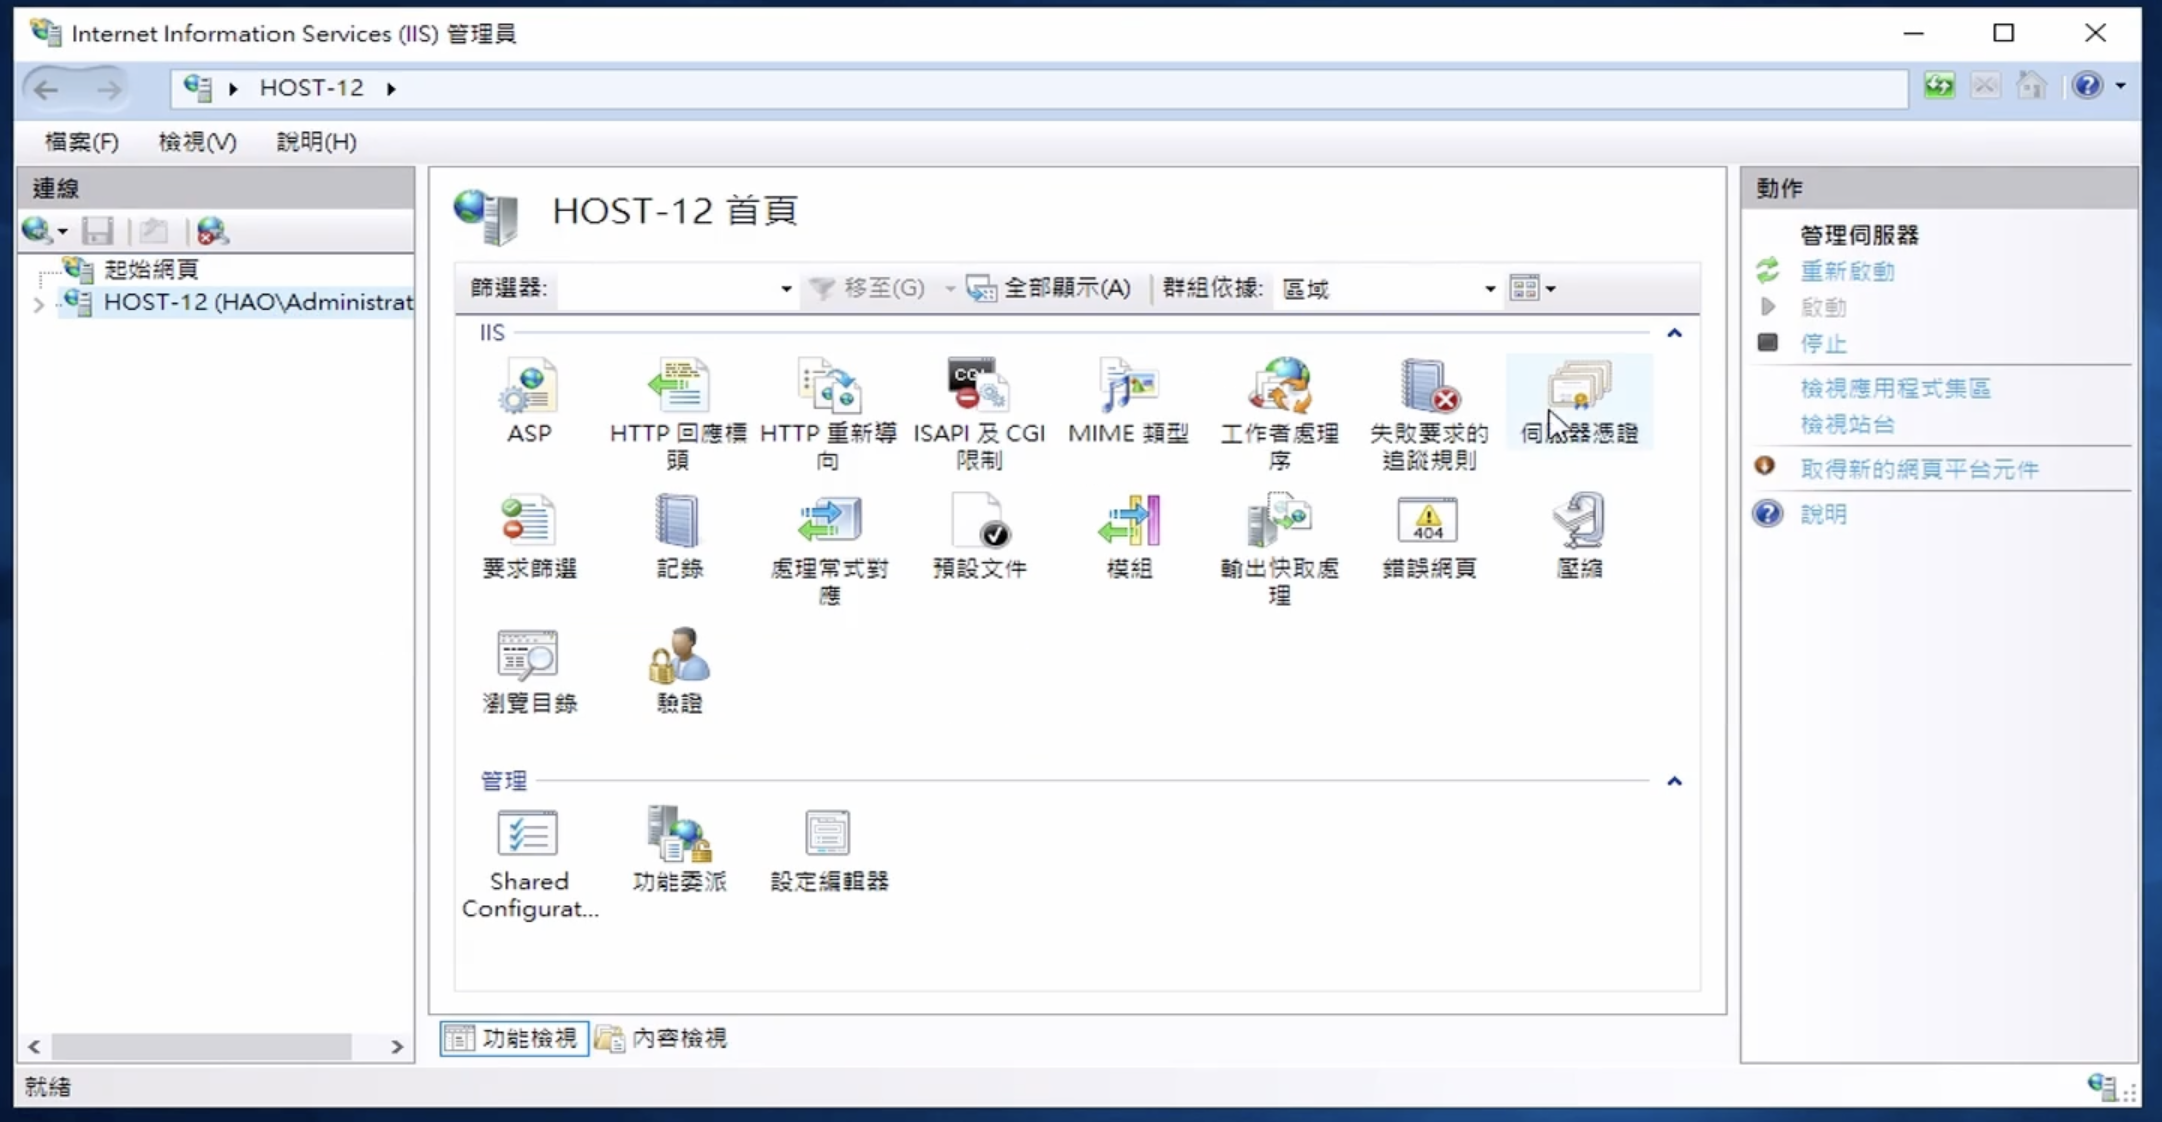 Internet Information Services (IIS) 管理員
HOST-12
檔案(F) 檢視(V) 說明(H)
連線
起始網頁
HOST-12 (HAO\Administrat
HOST-12 首頁
篩選器: 移至(G) 全部顯示(A) 群組依據: 區域
IIS
ASP
HTTP 回應標
頭
HTTP 重新導
向
ISAPI 及 CGI
限制
MIME 類型
工作者處理
序
失敗要求的
追蹤規則
伺服器憑證
要求篩選
記錄
處理常式對
應
預設文件
模組
輸出快取處
理
錯誤網頁
壓縮
瀏覽目錄
驗證
管理
Shared
Configurat...
功能委派
設定編輯器
功能檢視 內容檢視
動作
管理伺服器
重新啟動
啟動
停止
檢視應用程式集區
檢視站台
取得新的網頁平台元件
說明
就緒